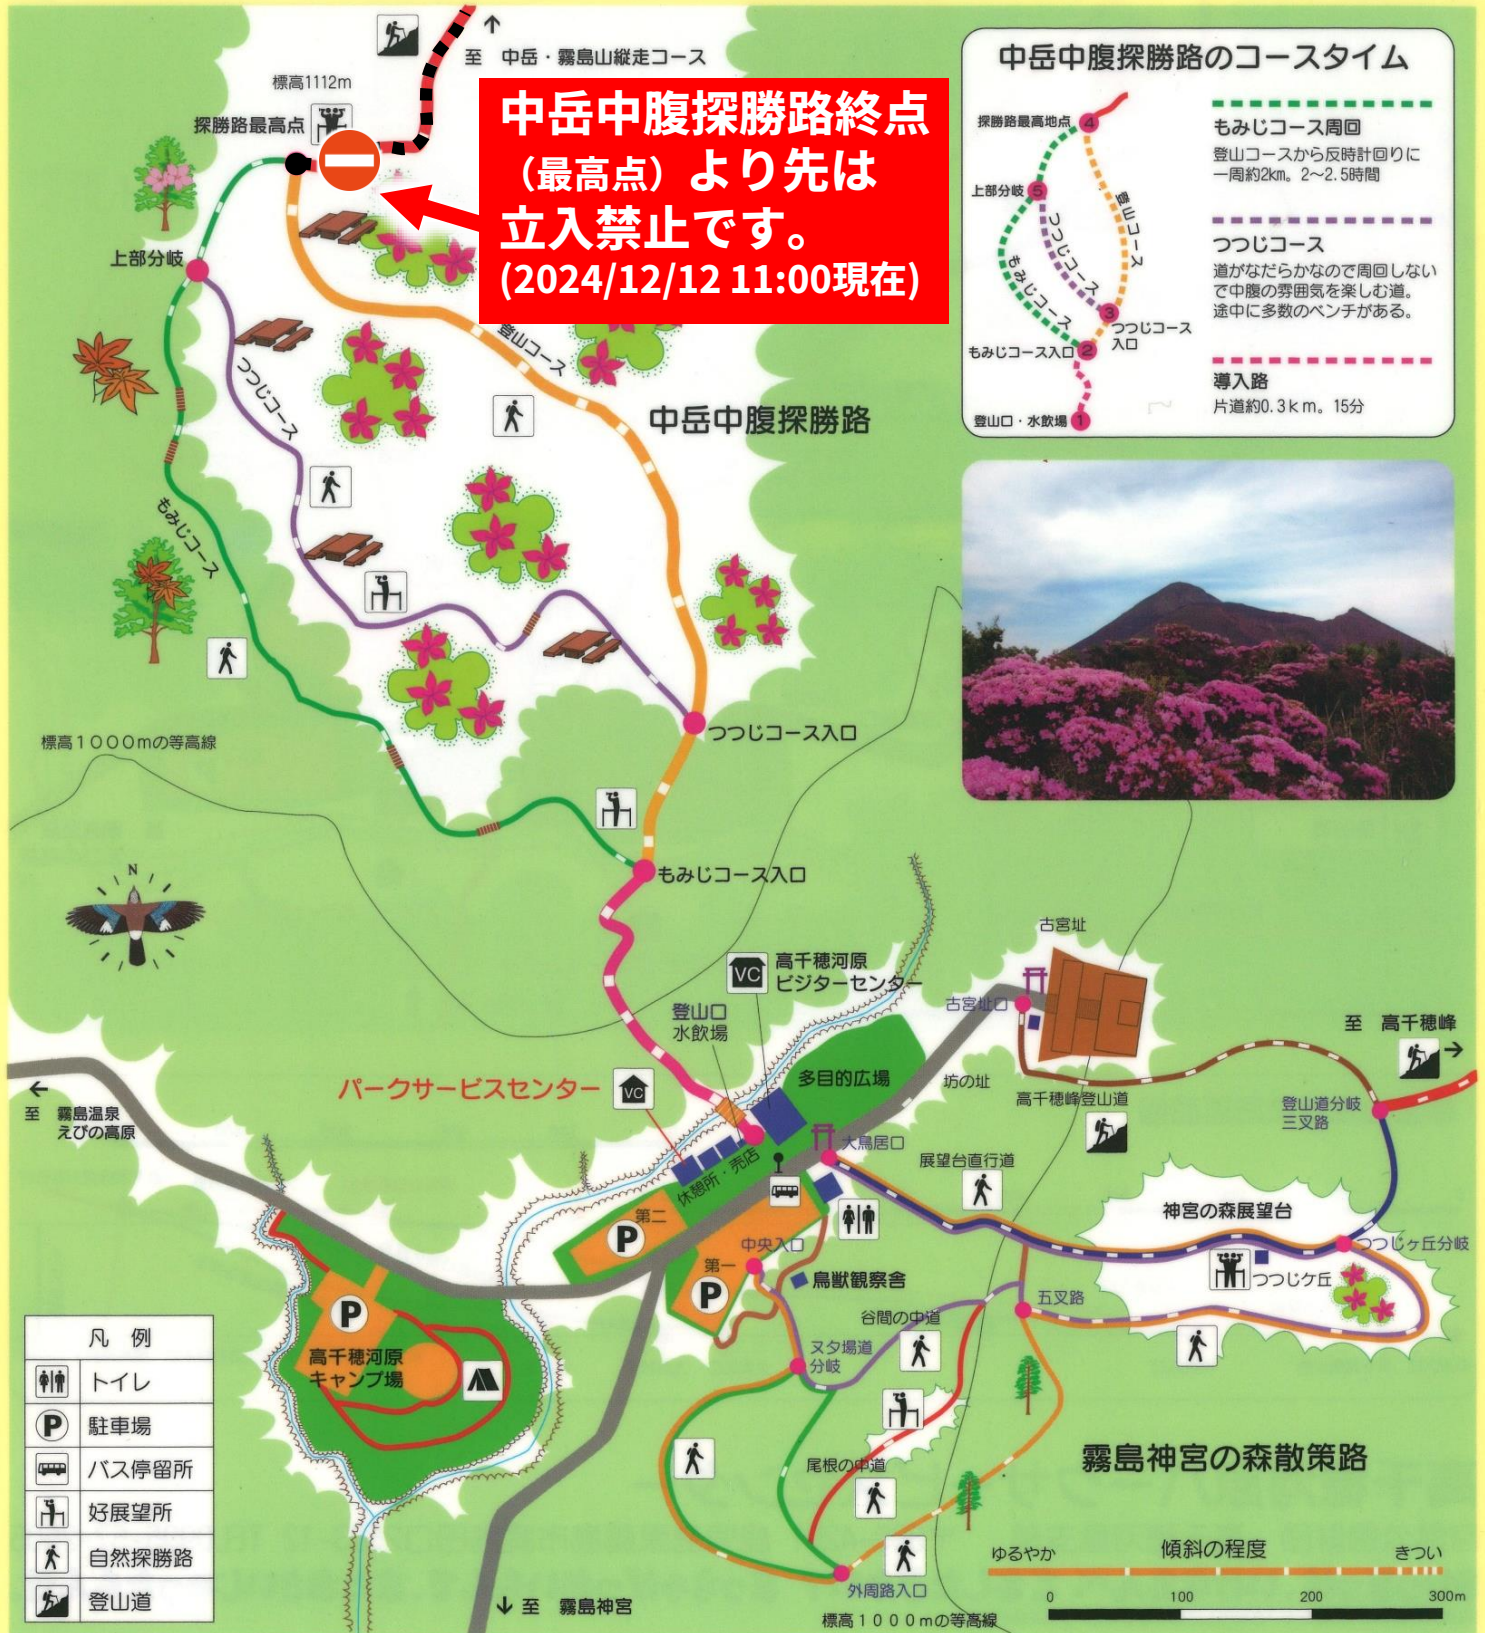 至 中岳・霧島山縦走コース
標高1112m
探勝路最高点
中岳中腹探勝路終点
（最高点）より先は
立入禁止です。
(2024/12/12 11:00現在)
上部分岐
登山コース
つつじコース
もみじコース
中岳中腹探勝路
標高1000mの等高線
つつじコース入口
もみじコース入口
中岳中腹探勝路のコースタイム
探勝路最高地点
4
上部分岐
5
登山コース
つつじコース
もみじコース
3
つつじコース
入口
もみじコース入口
2
登山口・水飲場
1
もみじコース周回
登山コースから反時計回りに
一周約2km。2～2.5時間
つつじコース
道がなだらかなので周回しない
で中腹の雰囲気を楽しむ道。
途中に多数のベンチがある。
導入路
片道約0.3km。15分
N
VC
高千穂河原
ビジターセンター
登山口
水飲場
パークサービスセンター
VC
多目的広場
古宮址
古宮址口
坊の址
高千穂峰登山道
至 高千穂峰
登山道分岐
三叉路
至 霧島温泉
えびの高原
休憩所・売店
大鳥居口
展望台直行道
神宮の森展望台
つつじヶ丘分岐
つつじケ丘
第二
P
中央入口
第一
P
鳥獣観察舎
五叉路
谷間の中道
ヌタ場道
分岐
尾根の中道
外周路入口
P
高千穂河原
キャンプ場
霧島神宮の森散策路
至 霧島神宮
標高1000mの等高線
凡 例
トイレ
P
駐車場
バス停留所
好展望所
自然探勝路
登山道
ゆるやか
傾斜の程度
きつい
0
100
200
300m